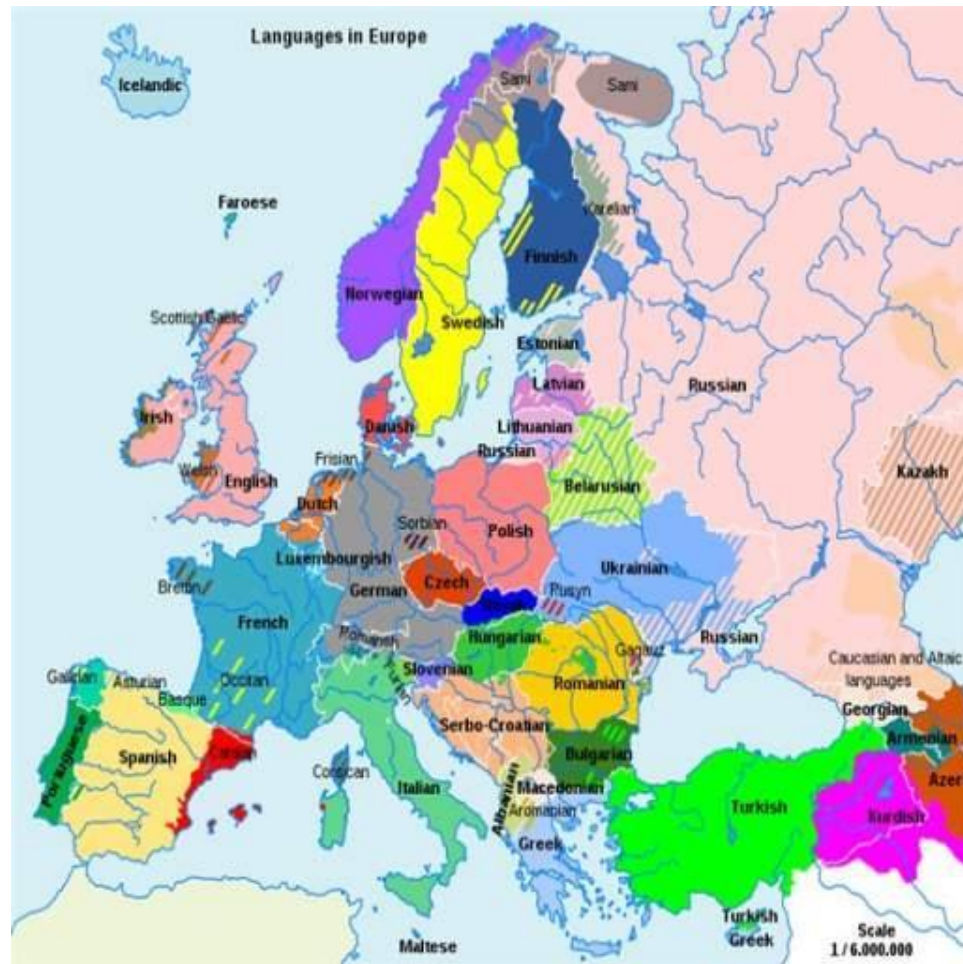 Languages in Europe
Icelandic
Sami
Sami
Faroese
Karelian
Finnish
Norwegian
Swedish
Scottish Gaelic
Estonian
Latvian
Russian
Irish
Danush
Lithuanian
Russian
Kazakh
Welsh
English
Frisian
Belarusian
Dutch
Sorbian
Polish
Luxembourgish
Czech
Ukrainian
Breton
German
Rusyn
French
Romansh
Hungarian
Russian
Gagauz
Slovenian
Caucasian and Altaic
languages
Galician
Asturian
Occitan
Basque
Romanian
Georgian
Serbo-Croatian
Armenian
Spanish
Bulgarian
Corsican
Italian
Albanian
Macedonian
Azer
Aromanian
Turkish
Kurdish
Greek
Turkish
Greek
Maltese
Scale
1/6.000.000